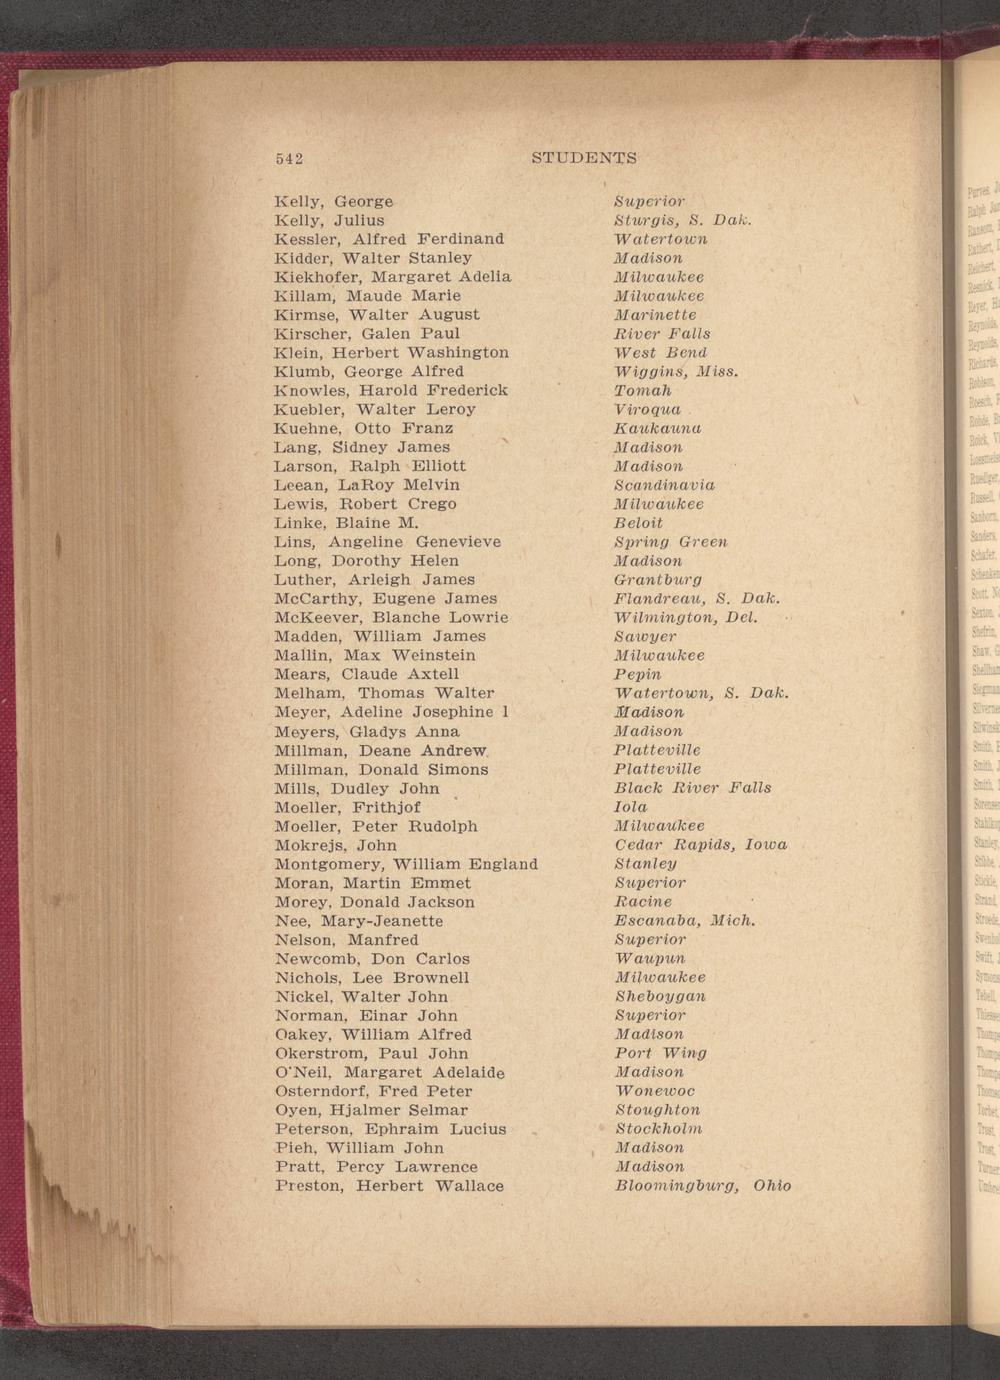 542 STUDENTS
Kelly, George Superior
Kelly, Julius Sturgis, S. Dak.
Kessler, Alfred Ferdinand Watertown
Kidder, Walter Stanley Madison
Kiekhofer, Margaret Adelia Milwaukee
Killam, Maude Marie Milwaukee
Kirmse, Walter August Marinette
Kirscher, Galen Paul River Falls
Klein, Herbert Washington West Bend
Klumb, George Alfred Wiggins, Miss.
Knowles, Harold Frederick Tomah
Kuebler, Walter Leroy Viroqua
Kuehne, Otto Franz Kaukauna
Lang, Sidney James Madison
Larson, Ralph Elliott Madison
Leean, LaRoy Melvin Scandinavia
Lewis, Robert Crego Milwaukee
Linke, Blaine M. Beloit
Lins, Angeline Genevieve Spring Green
Long, Dorothy Helen Madison
Luther, Arleigh James Grantburg
McCarthy, Eugene James Flandreau, S. Dak.
McKeever, Blanche Lowrie Wilmington, Del.
Madden, William James Sawyer
Mallin, Max Weinstein Milwaukee
Mears, Claude Axtell Pepin
Melham, Thomas Walter Watertown, S. Dak.
Meyer, Adeline Josephine l Madison
Meyers, Gladys Anna Madison
Millman, Deane Andrew Platteville
Millman, Donald Simons Platteville
Mills, Dudley John Black River Falls
Moeller, Frithjof Iola
Moeller, Peter Rudolph Milwaukee
Mokrejs, John Cedar Rapids, Iowa
Montgomery, William England Stanley
Moran, Martin Emmet Superior
Morey, Donald Jackson Racine
Nee, Mary-Jeanette Escanaba, Mich.
Nelson, Manfred Superior
Newcomb, Don Carlos Waupun
Nichols, Lee Brownell Milwaukee
Nickel, Walter John Sheboygan
Norman, Einar John Superior
Oakey, William Alfred Madison
Okerstrom, Paul John Port Wing
O'Neil, Margaret Adelaide Madison
Osterndorf, Fred Peter Wonewoc
Oyen, Hjalmer Selmar Stoughton
Peterson, Ephraim Lucius Stockholm
Pieh, William John Madison
Pratt, Percy Lawrence Madison
Preston, Herbert Wallace Bloomingburg, Ohio